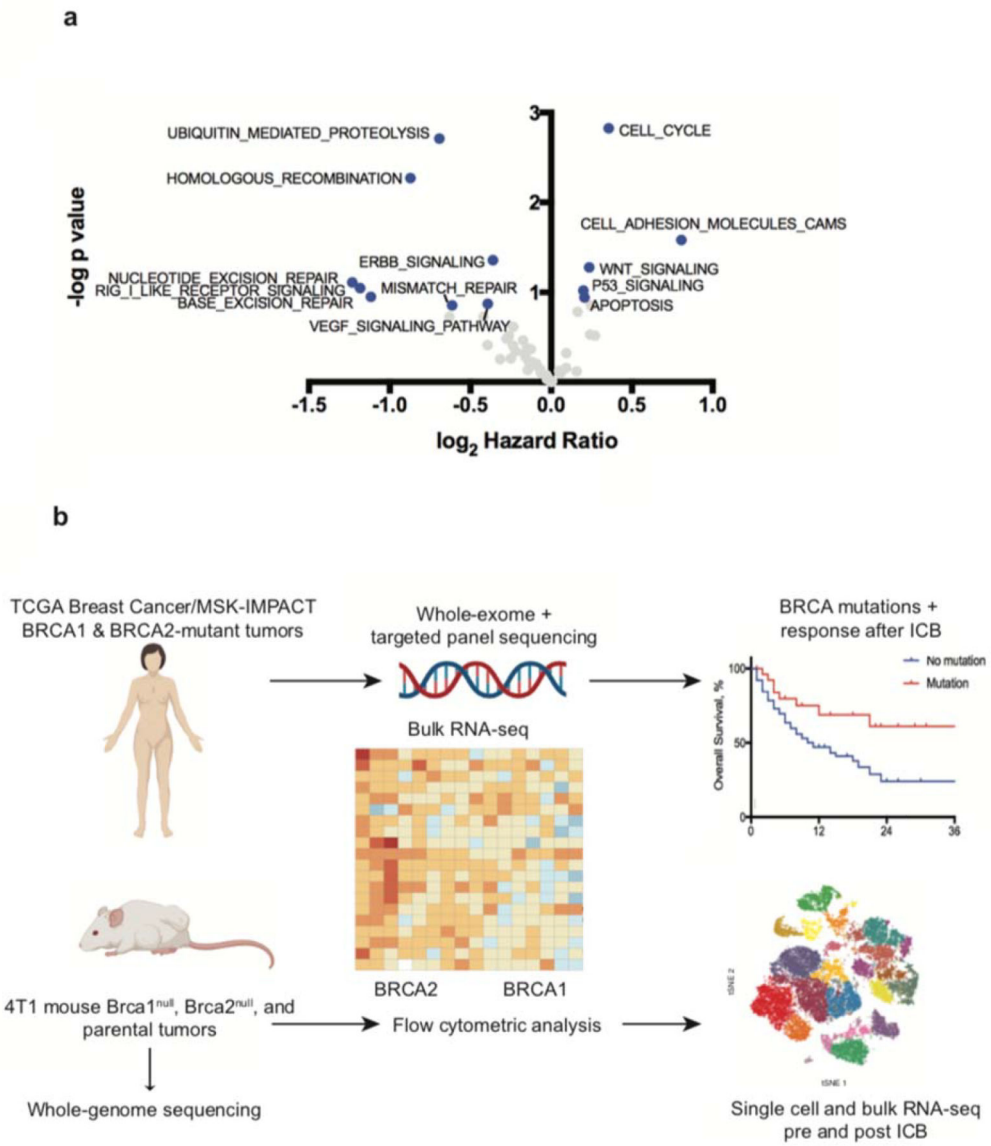 a
3
UBIQUITIN_MEDIATED_PROTEOLYSIS
CELL_CYCLE
HOMOLOGOUS_RECOMBINATION
2
CELL_ADHESION_MOLECULES_CAMS
-log p value
ERBB_SIGNALING
WNT_SIGNALING
NUCLEOTIDE_EXCISION_REPAIR
RIG_I_LIKE_RECEPTOR_SIGNALING
MISMATCH_REPAIR
1
P53_SIGNALING
BASE_EXCISION_REPAIR
APOPTOSIS
VEGF_SIGNALING_PATHWAY
-1.5 -1.0 -0.5 0.0 0.5 1.0
log2 Hazard Ratio
b
TCGA Breast Cancer/MSK-IMPACT
BRCA1 & BRCA2-mutant tumors
Whole-exome +
targeted panel sequencing
BRCA mutations +
response after ICB
No mutation
Mutation
Overall Survival, %
100
50
0
0 12 24 36
Bulk RNA-seq
BRCA2 BRCA1
4T1 mouse Brca1null, Brca2null, and
parental tumors
Flow cytometric analysis
tSNE 2
tSNE 1
Whole-genome sequencing
Single cell and bulk RNA-seq
pre and post ICB